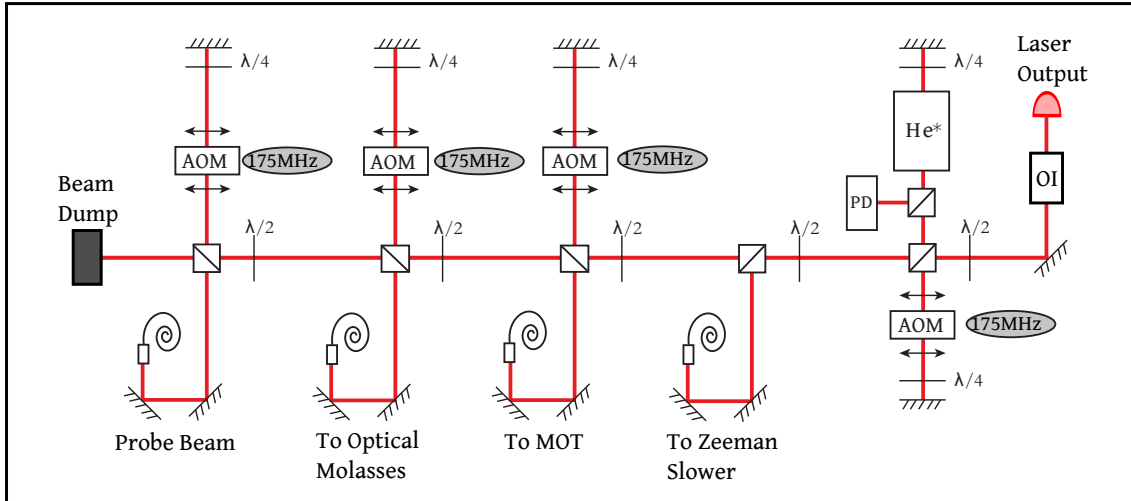 Laser
Output
λ/4
λ/4
λ/4
λ/4
He*
AOM
175MHz
AOM
175MHz
AOM
175MHz
OI
PD
Beam
Dump
λ/2
λ/2
λ/2
λ/2
λ/2
AOM
175MHz
λ/4
Probe Beam
To Optical
Molasses
To MOT
To Zeeman
Slower